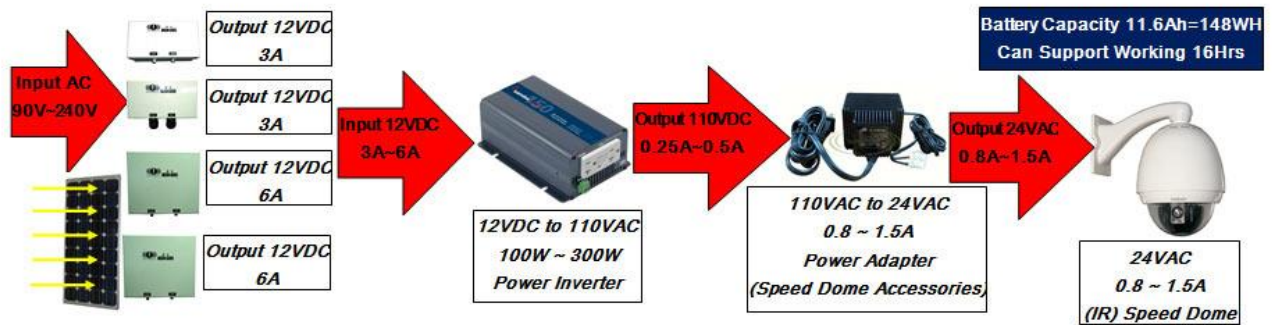 Input AC
90V~240V
Output 12VDC
3A
Output 12VDC
3A
Output 12VDC
6A
Output 12VDC
6A
Input 12VDC
3A~6A
12VDC to 110VAC
100W ~ 300W
Power Inverter
Output 110VDC
0.25A~0.5A
110VAC to 24VAC
0.8 ~ 1.5A
Power Adapter
(Speed Dome Accessories)
Output 24VAC
0.8A~1.5A
Battery Capacity 11.6Ah=148WH
Can Support Working 16Hrs
24VAC
0.8 ~ 1.5A
(IR) Speed Dome